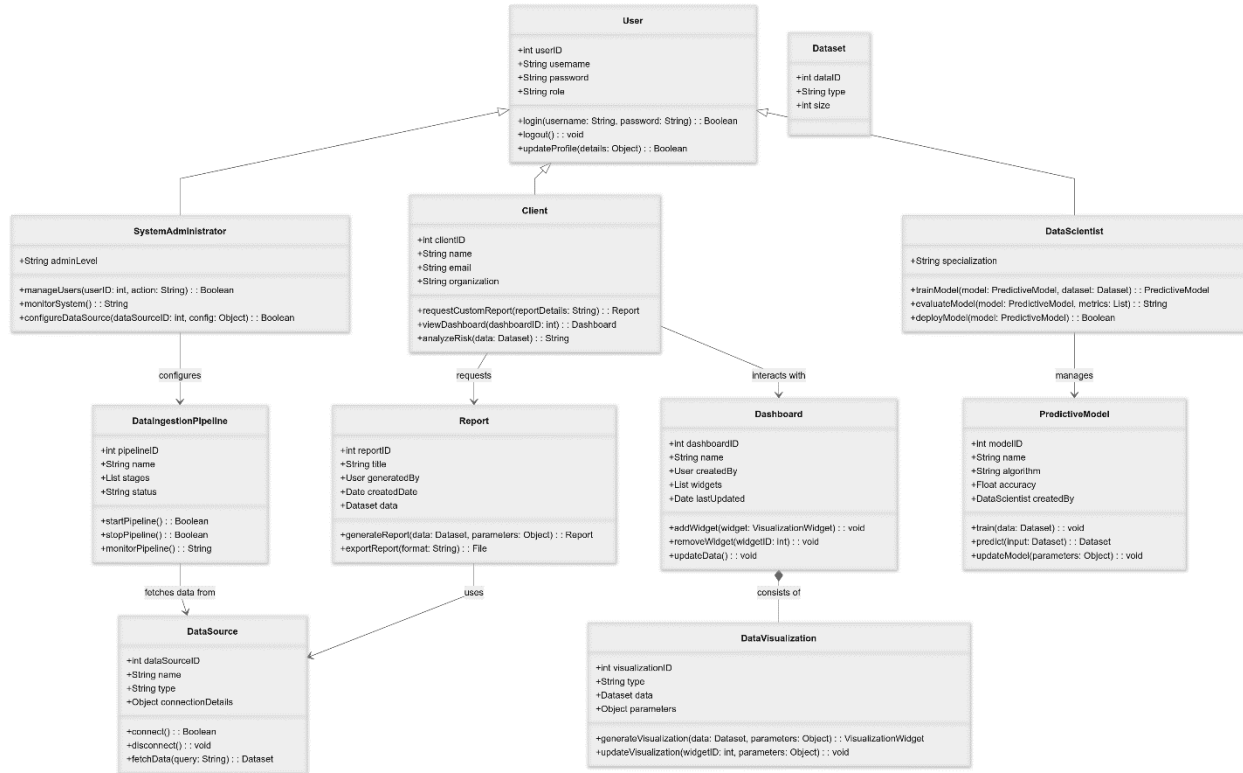 User
+int userID
+String username
+String password
+String role
+login(username: String, password: String) : : Boolean
+logout() : : void
+updateProfile(details: Object) : : Boolean
Dataset
+int dataID
+String type
+int size
SystemAdministrator
+String adminLevel
+manageUsers(userID: int, action: String) : : Boolean
+monitorSystem() : : String
+configureDataSource(dataSourceID: int, config: Object) : : Boolean
Client
+int clientID
+String name
+String email
+String organization
+requestCustomReport(reportDetails: String) : : Report
+viewDashboard(dashboardID: int) : : Dashboard
+analyzeRisk(data: Dataset) : : String
DataScientist
+String specialization
+trainModel(model: PredictiveModel, dataset: Dataset) : : PredictiveModel
+evaluateModel(model: PredictiveModel, metrics: List) : : String
+deployModel(model: PredictiveModel) : : Boolean
configures
requests
interacts with
manages
DataIngestionPipeline
+int pipelineID
+String name
+List stages
+String status
+startPipeline() : : Boolean
+stopPipeline() : : Boolean
+monitorPipeline() : : String
Report
+int reportID
+String title
+User generatedBy
+Date createdDate
+Dataset data
+generateReport(data: Dataset, parameters: Object) : : Report
+exportReport(format: String) : : File
Dashboard
+int dashboardID
+String name
+User createdBy
+List widgets
+Date lastUpdated
+addWidget(widget: VisualizationWidget) : : void
+removeWidget(widgetID: int) : : void
+updateData() : : void
PredictiveModel
+int modelID
+String name
+String algorithm
+Float accuracy
+DataScientist createdBy
+train(data: Dataset) : : void
+predict(input: Dataset) : : Dataset
+updateModel(parameters: Object) : : void
fetches data from
uses
consists of
DataSource
+int dataSourceID
+String name
+String type
+Object connectionDetails
+connect() : : Boolean
+disconnect() : : void
+fetchData(query: String) : : Dataset
DataVisualization
+int visualizationID
+String type
+Dataset data
+Object parameters
+generateVisualization(data: Dataset, parameters: Object) : : VisualizationWidget
+updateVisualization(widgetID: int, parameters: Object) : : void